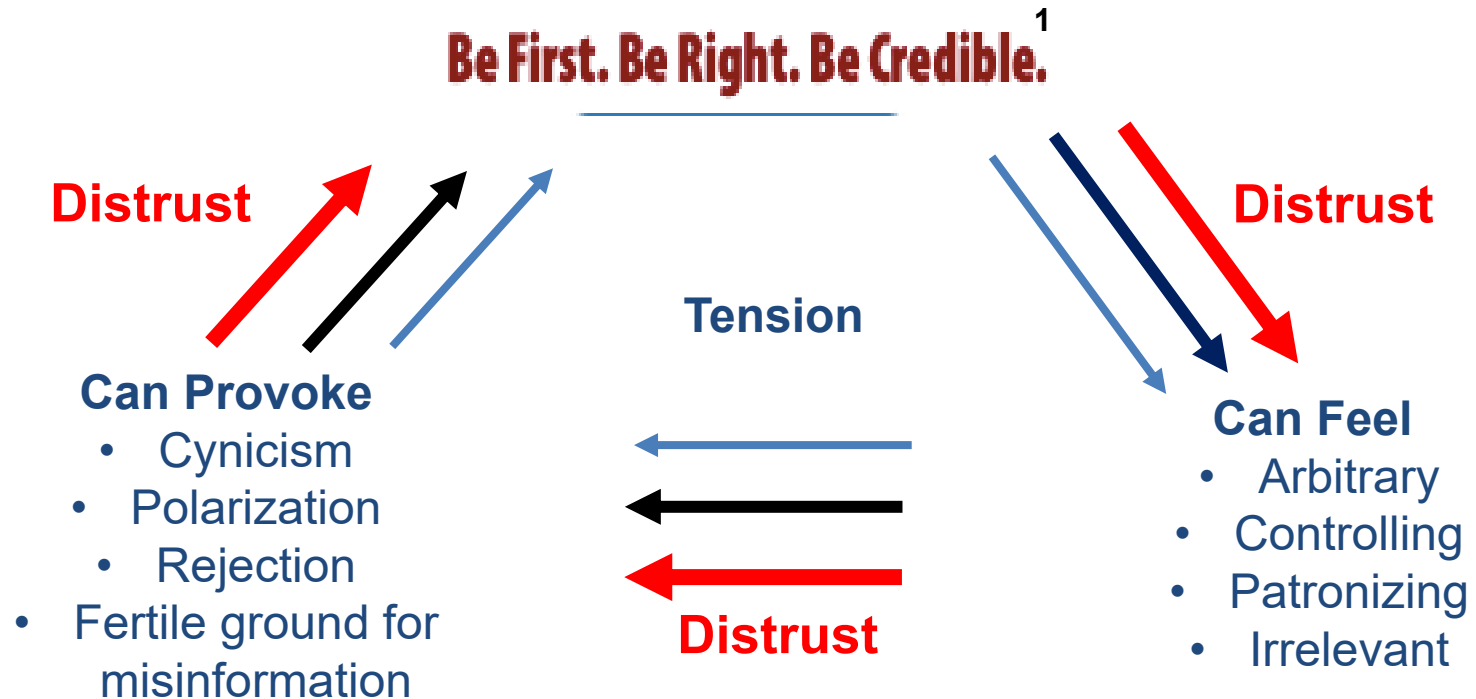 Be First. Be Right. Be Credible.1
Distrust
Distrust
Tension
Can Provoke
• Cynicism
• Polarization
• Rejection
• Fertile ground for
misinformation
Can Feel
• Arbitrary
• Controlling
• Patronizing
• Irrelevant
Distrust